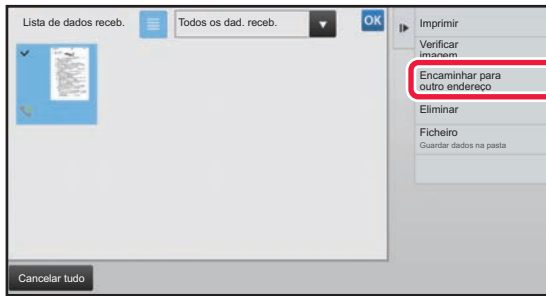 Lista de dados receb.
Todos os dad. receb.
OK
Imprimir
Verificar
imagem
Encaminhar para
outro endereço
Eliminar
Ficheiro
Guardar dados na pasta
Cancelar tudo